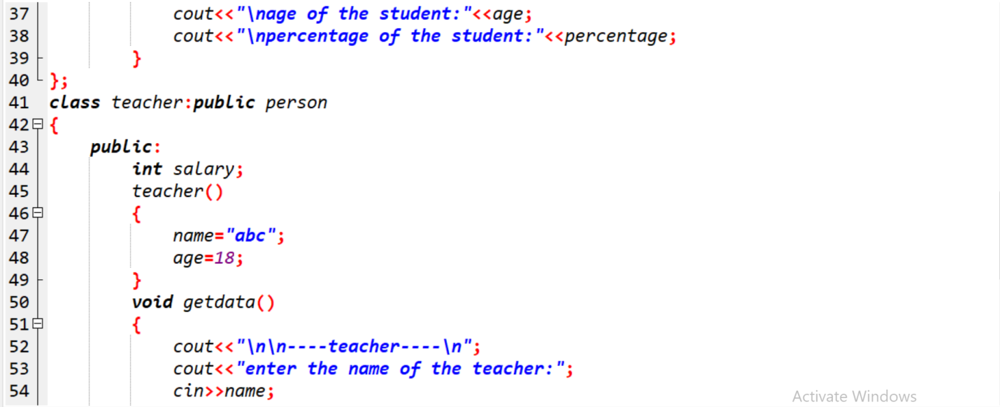 37 cout<<"\nage of the student:"<<age;
38 cout<<"\npercentage of the student:"<<percentage;
39 }
40 };
41 class teacher:public person
42 {
43 public:
44 int salary;
45 teacher()
46 {
47 name="abc";
48 age=18;
49 }
50 void getdata()
51 {
52 cout<<"\n\n----teacher----\n";
53 cout<<"enter the name of the teacher:";
54 cin>>name;
Activate Windows